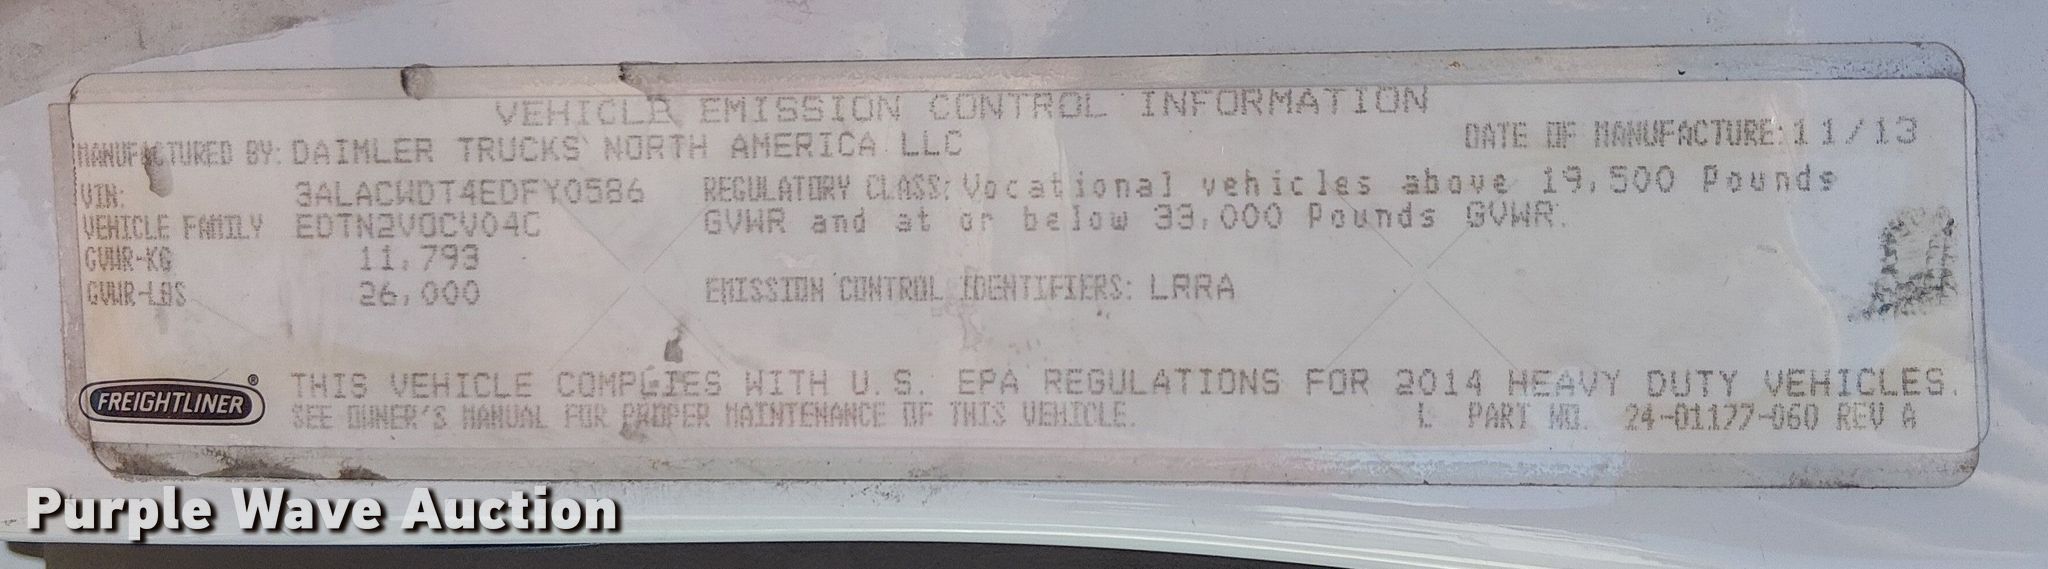 VEHICLE EMISSION CONTROL INFORMATION
MANUFACTURED BY: DAIMLER TRUCKS NORTH AMERICA LLC
DATE OF MANUFACTURE: 11/13
VIN: 3ALACWDT4EDFY0586
REGULATORY CLASS: Vocational vehicles above 19,500 Pounds
VEHICLE FAMILY EDTN2VOCV04C
GVWR and at or below 33,000 Pounds GVWR.
GVWR-KG 11,793
GVWR-LBS 26,000
EMISSION CONTROL IDENTIFIERS: LRRA
FREIGHTLINER®
THIS VEHICLE COMPLIES WITH U.S. EPA REGULATIONS FOR 2014 HEAVY DUTY VEHICLES.
SEE OWNER'S MANUAL FOR PROPER MAINTENANCE OF THIS VEHICLE.
L PART NO. 24-01177-060 REV A
Purple Wave Auction